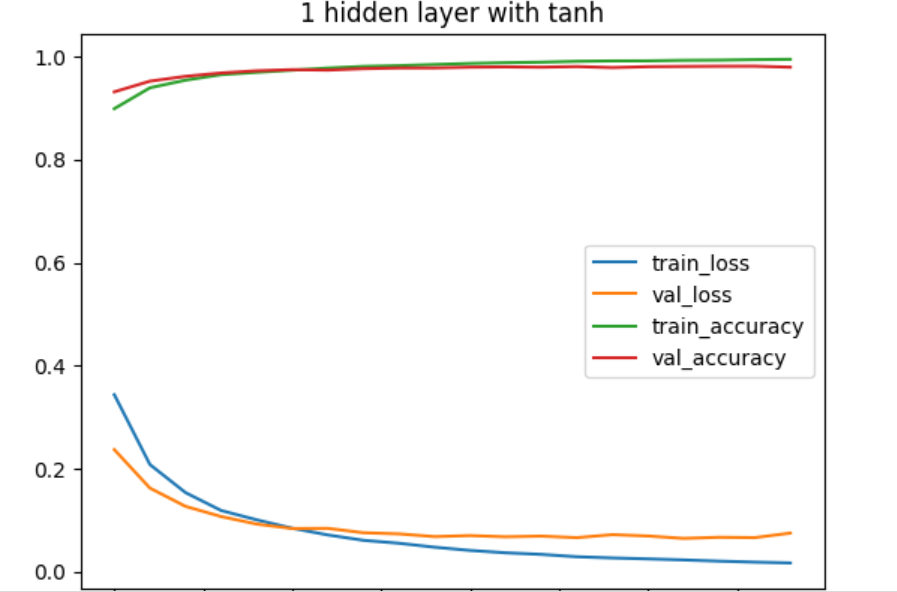 1 hidden layer with tanh
1.0
0.8
0.6
0.4
0.2
0.0
train_loss
val_loss
train_accuracy
val_accuracy